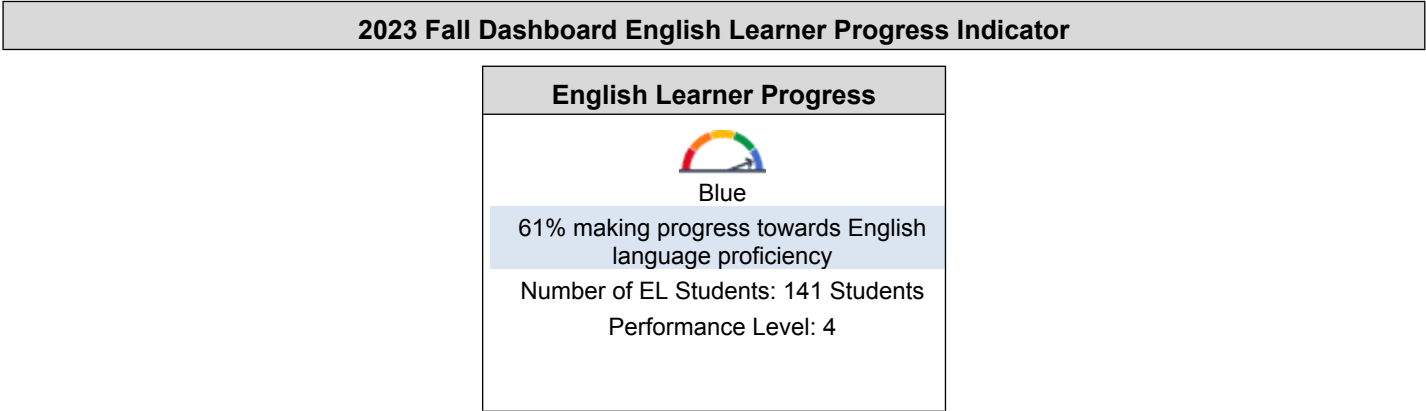 2023 Fall Dashboard English Learner Progress Indicator
English Learner Progress
Blue
61% making progress towards English
language proficiency
Number of EL Students: 141 Students
Performance Level: 4